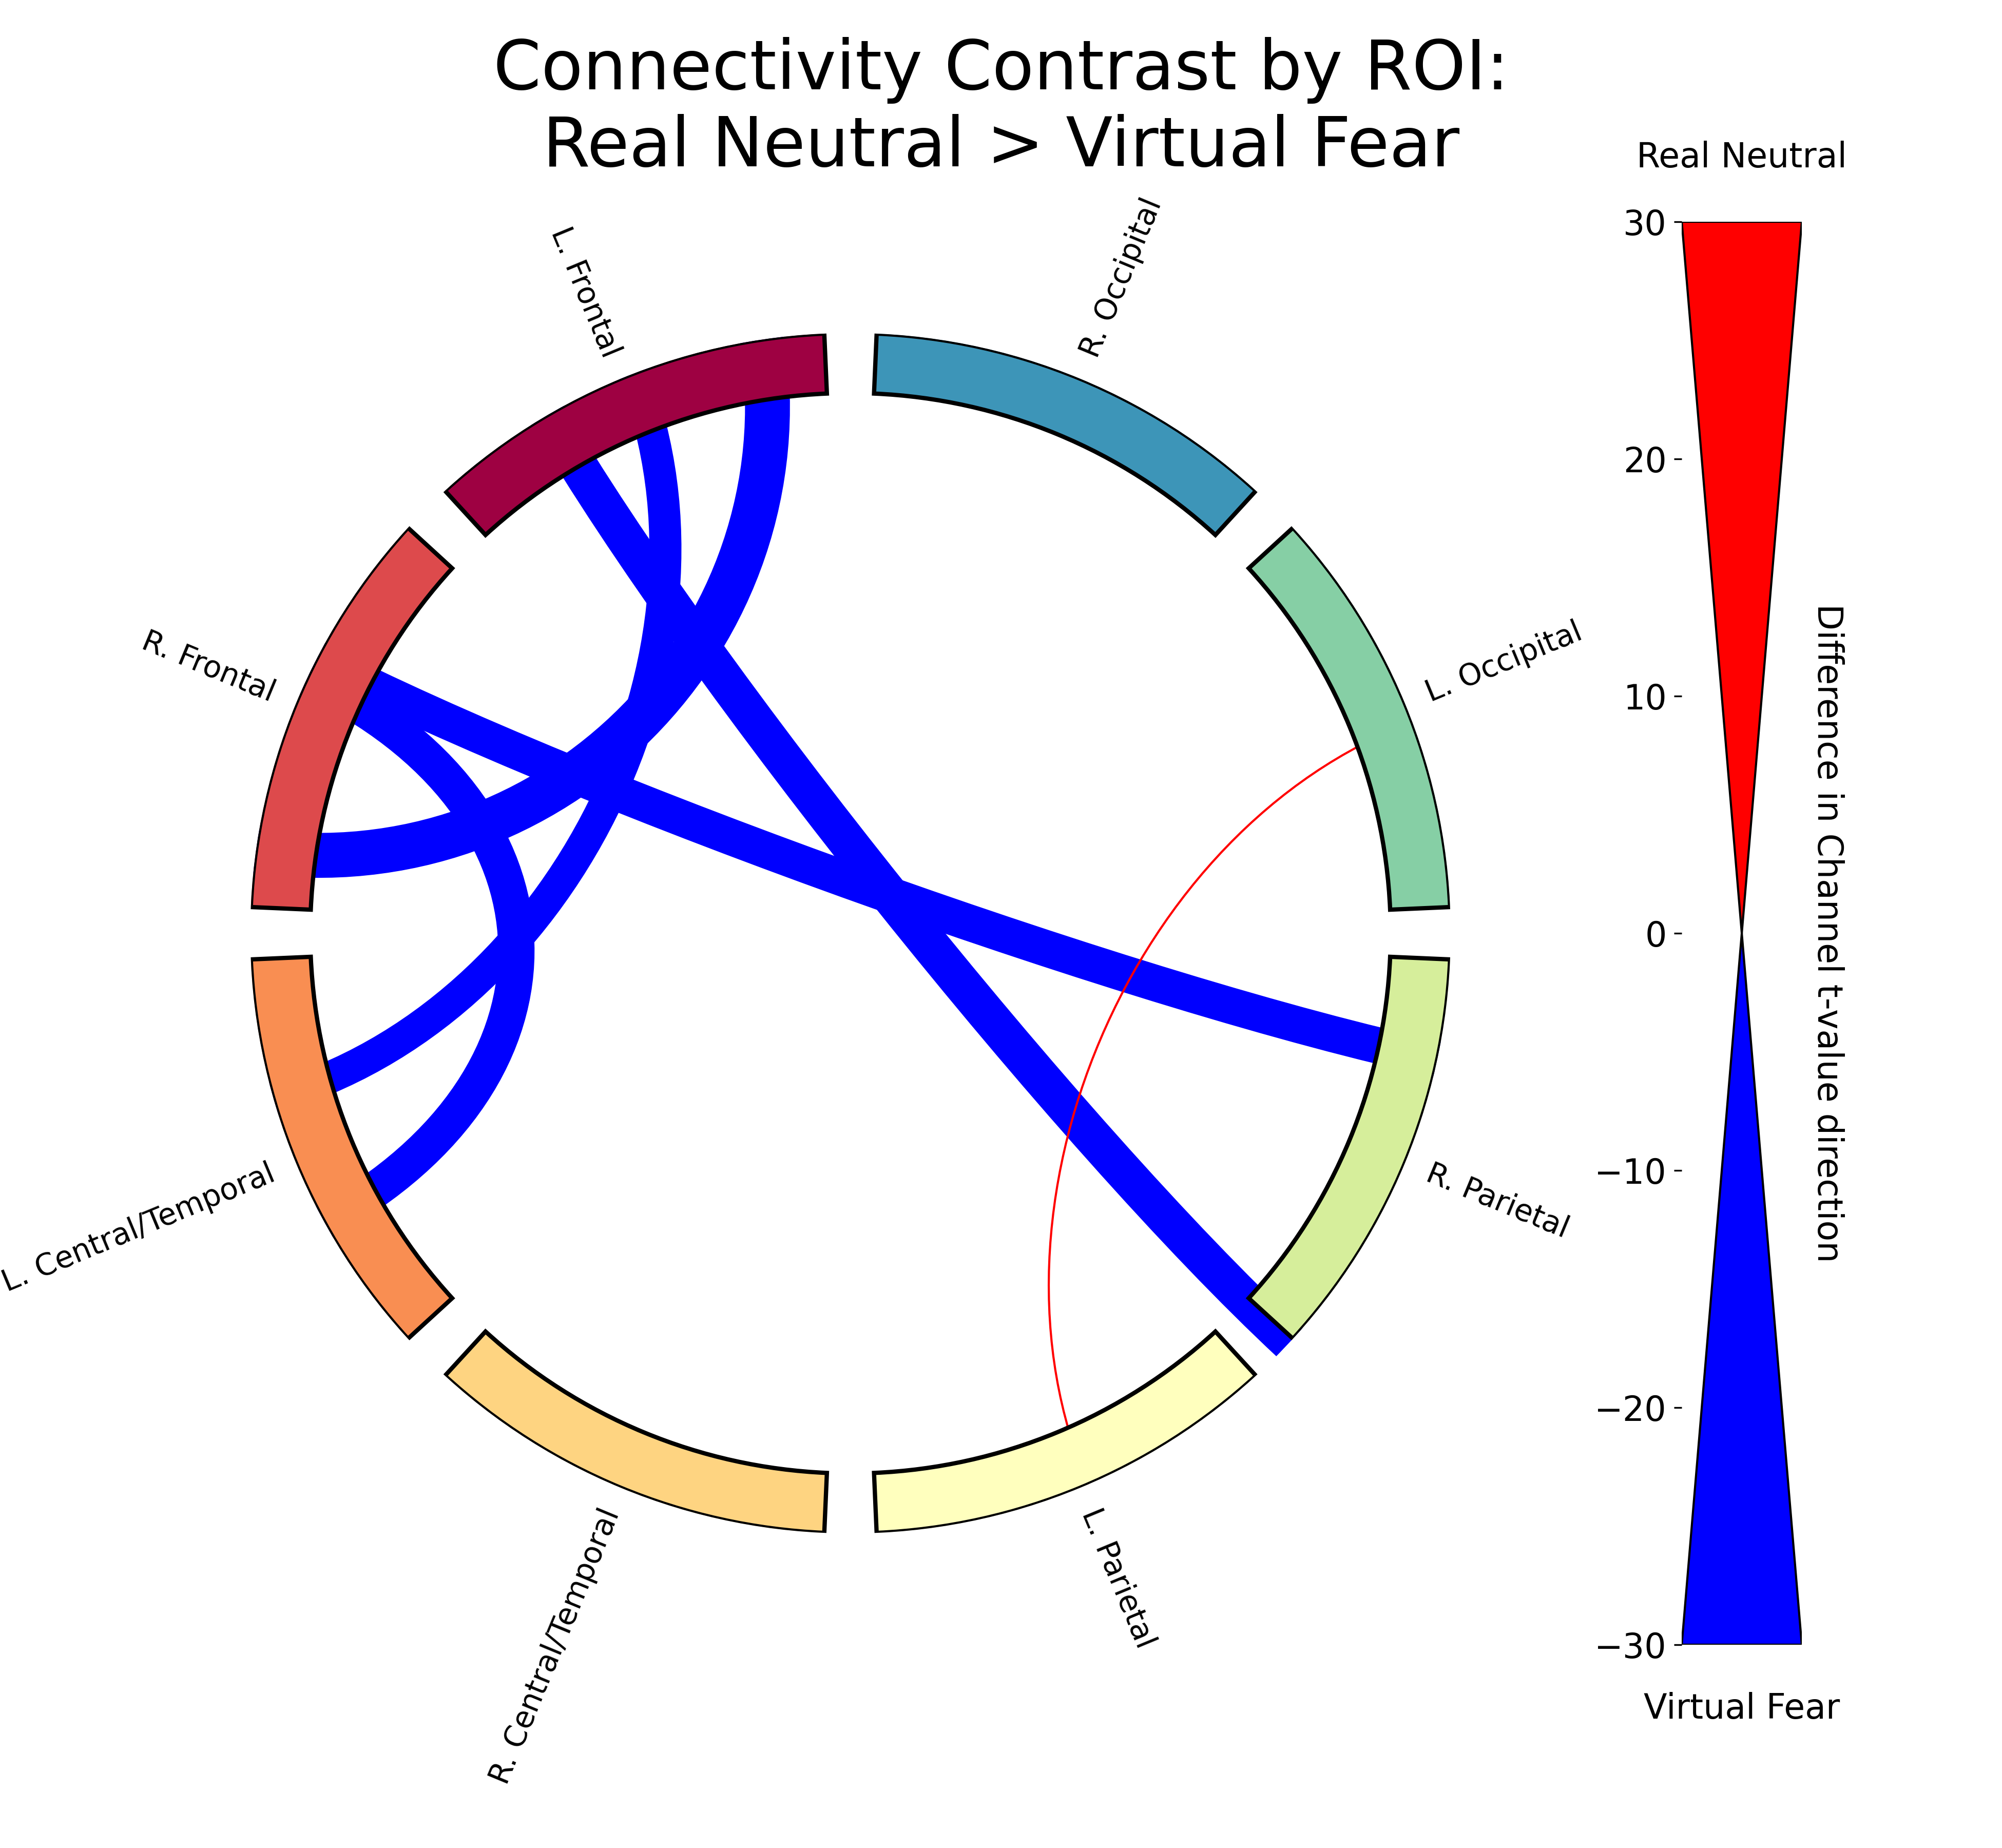 Connectivity Contrast by ROI:
Real Neutral > Virtual Fear
Real Neutral
30
20
10
0
−10
−20
−30
Virtual Fear
Difference in Channel t-value direction
L. Frontal
R. Occipital
R. Frontal
L. Occipital
L. Central/Temporal
R. Parietal
R. Central/Temporal
L. Parietal